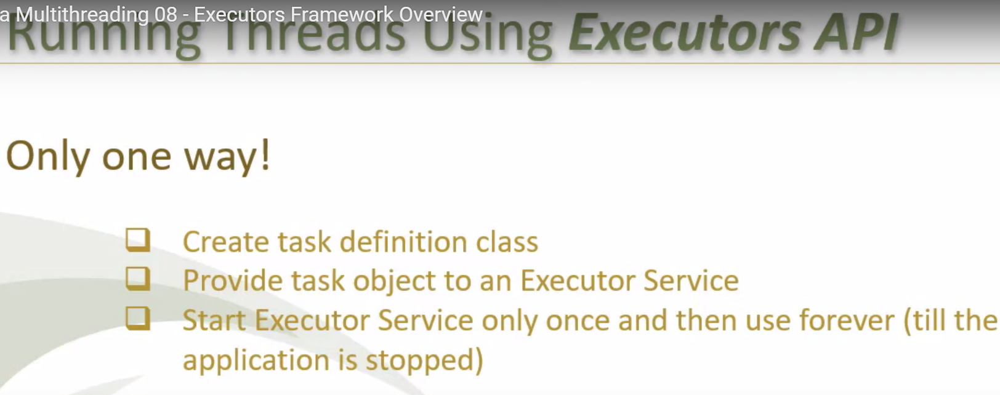 a Multithreading 08 - Executors Framework Overview
Running Threads Using Executors API
Only one way!
Create task definition class
Provide task object to an Executor Service
Start Executor Service only once and then use forever (till the
application is stopped)